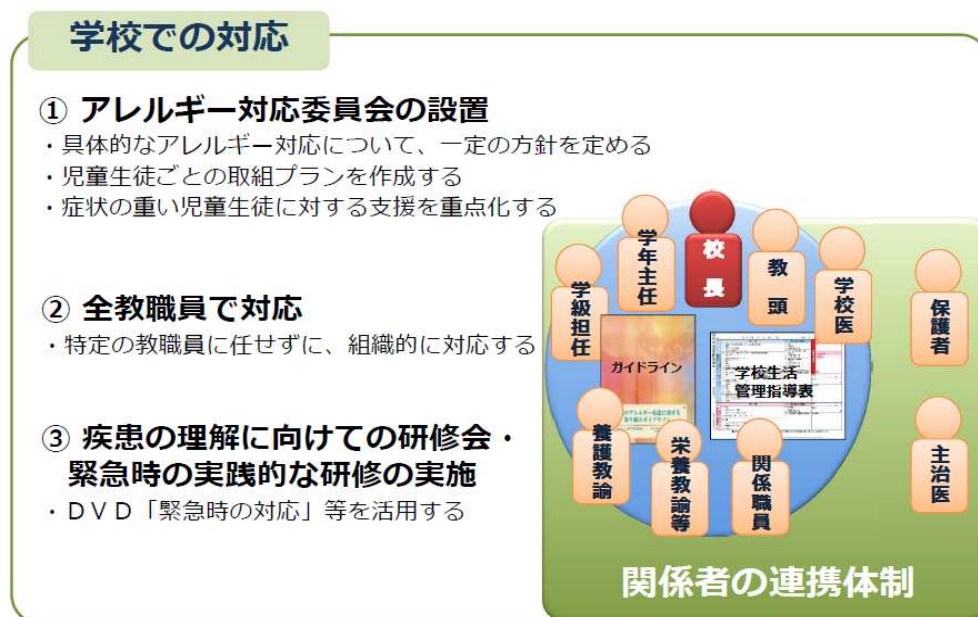 学校での対応
① アレルギー対応委員会の設置
・具体的なアレルギー対応について、一定の方針を定める
・児童生徒ごとの取組プランを作成する
・症状の重い児童生徒に対する支援を重点化する
② 全教職員で対応
・特定の教職員に任せずに、組織的に対応する
③ 疾患の理解に向けての研修会・
緊急時の実践的な研修の実施
・ＤＶＤ「緊急時の対応」等を活用する
学級担任
学年主任
校長
教頭
学校医
保護者
ガイドライン
学校生活
管理指導表
養護教諭
栄養教諭等
関係職員
主治医
関係者の連携体制